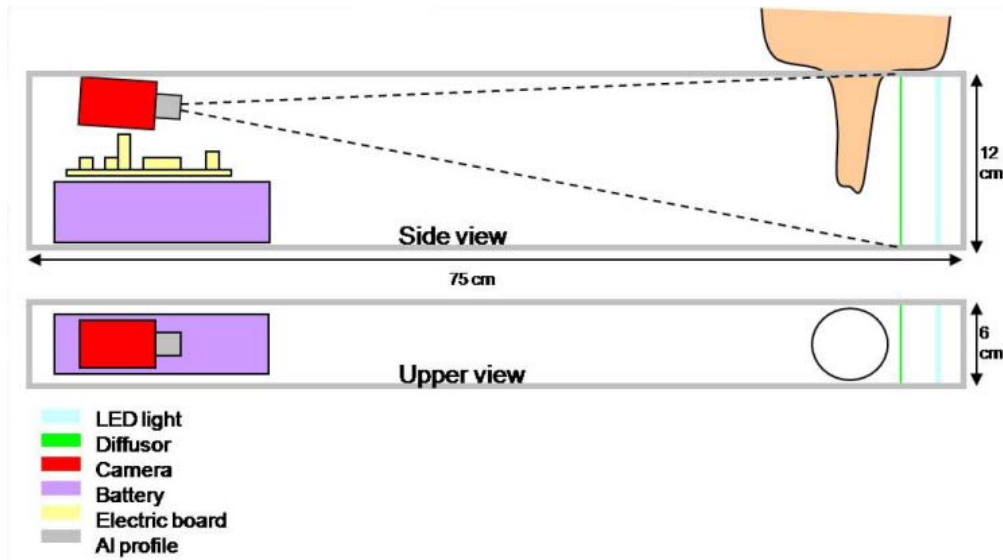 12
cm
Side view
75 cm
6
cm
Upper view
LED light
Diffusor
Camera
Battery
Electric board
Al profile